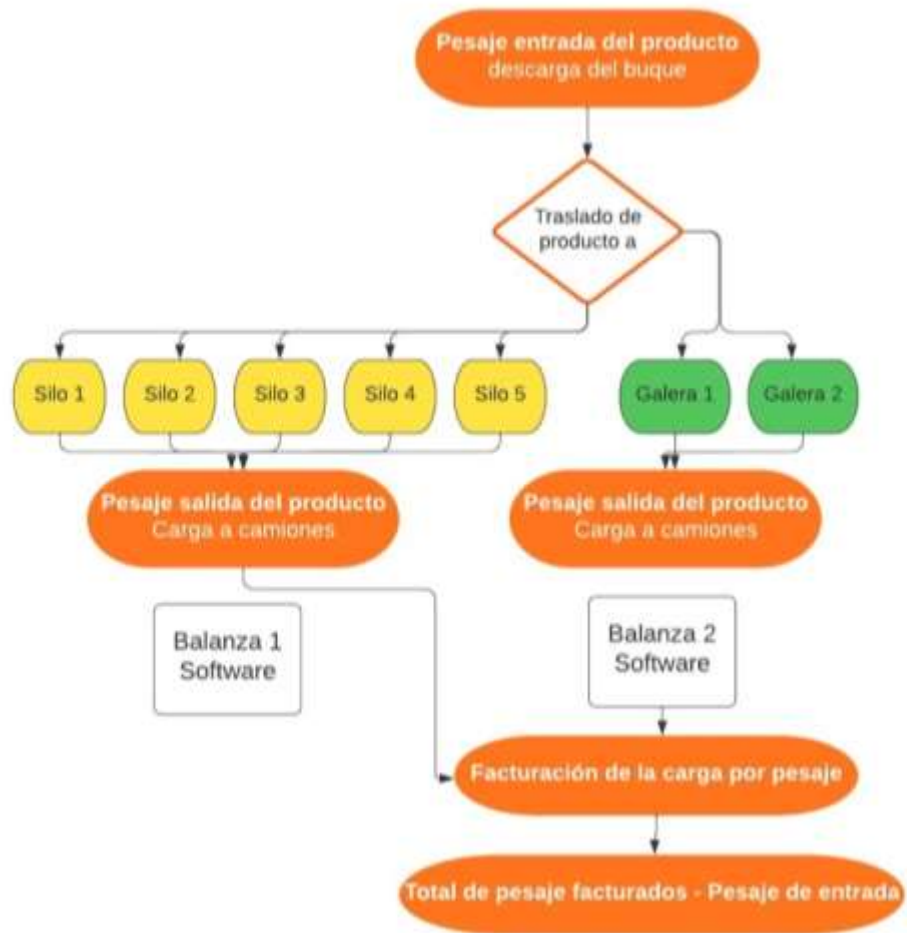 Pesaje entrada del producto
descarga del buque
Traslado de
producto a
Silo 1
Silo 2
Silo 3
Silo 4
Silo 5
Galera 1
Galera 2
Pesaje salida del producto
Carga a camiones
Pesaje salida del producto
Carga a camiones
Balanza 1
Software
Balanza 2
Software
Facturación de la carga por pesaje
Total de pesaje facturados - Pesaje de entrada